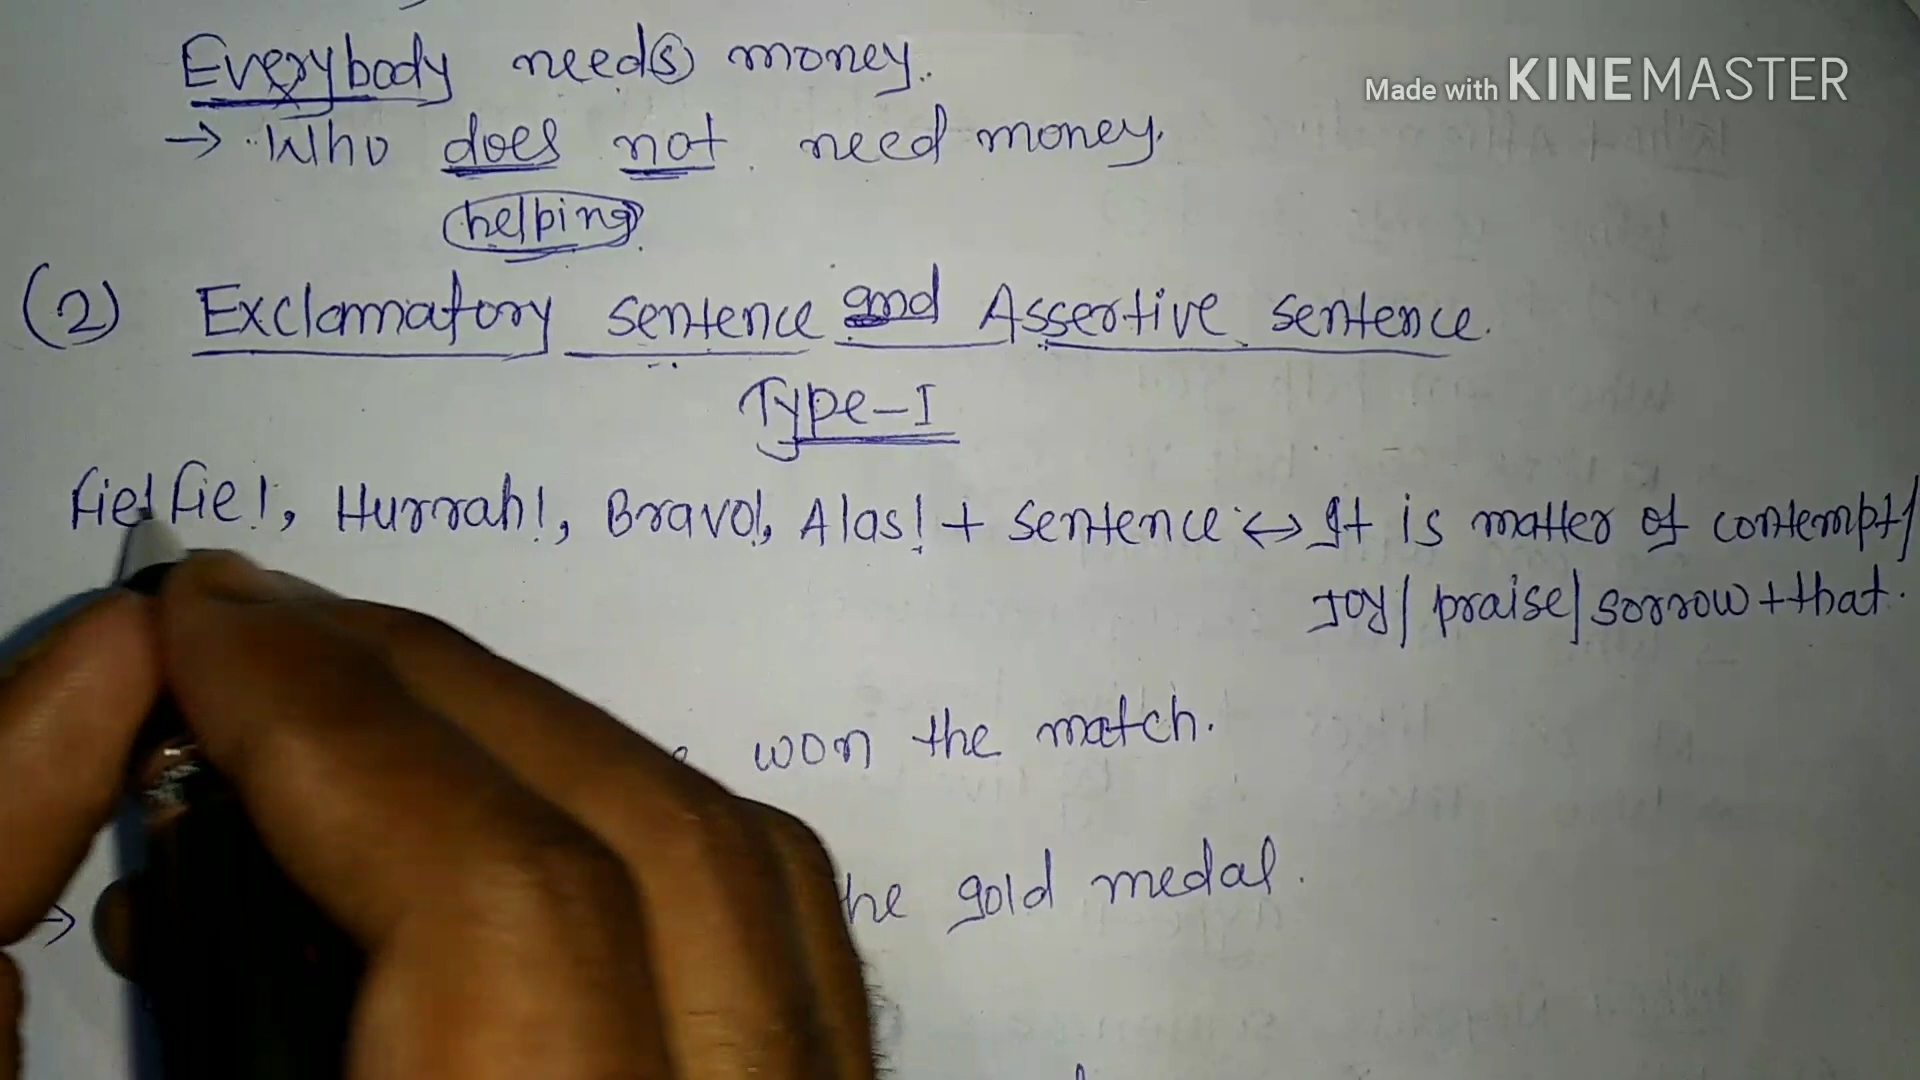 Everybody needs money.
Made with KINEMASTER
→ Who does not need money.
helping
(2) Exclamatory sentence and Assertive sentence.
Type-I
Fie! Fie!, Hurrah!, Bravo!, Alas! + Sentence ↔ It is matter of contempt/
Joy/ praise/ sorrow + that.
won the match.
→ the gold medal.